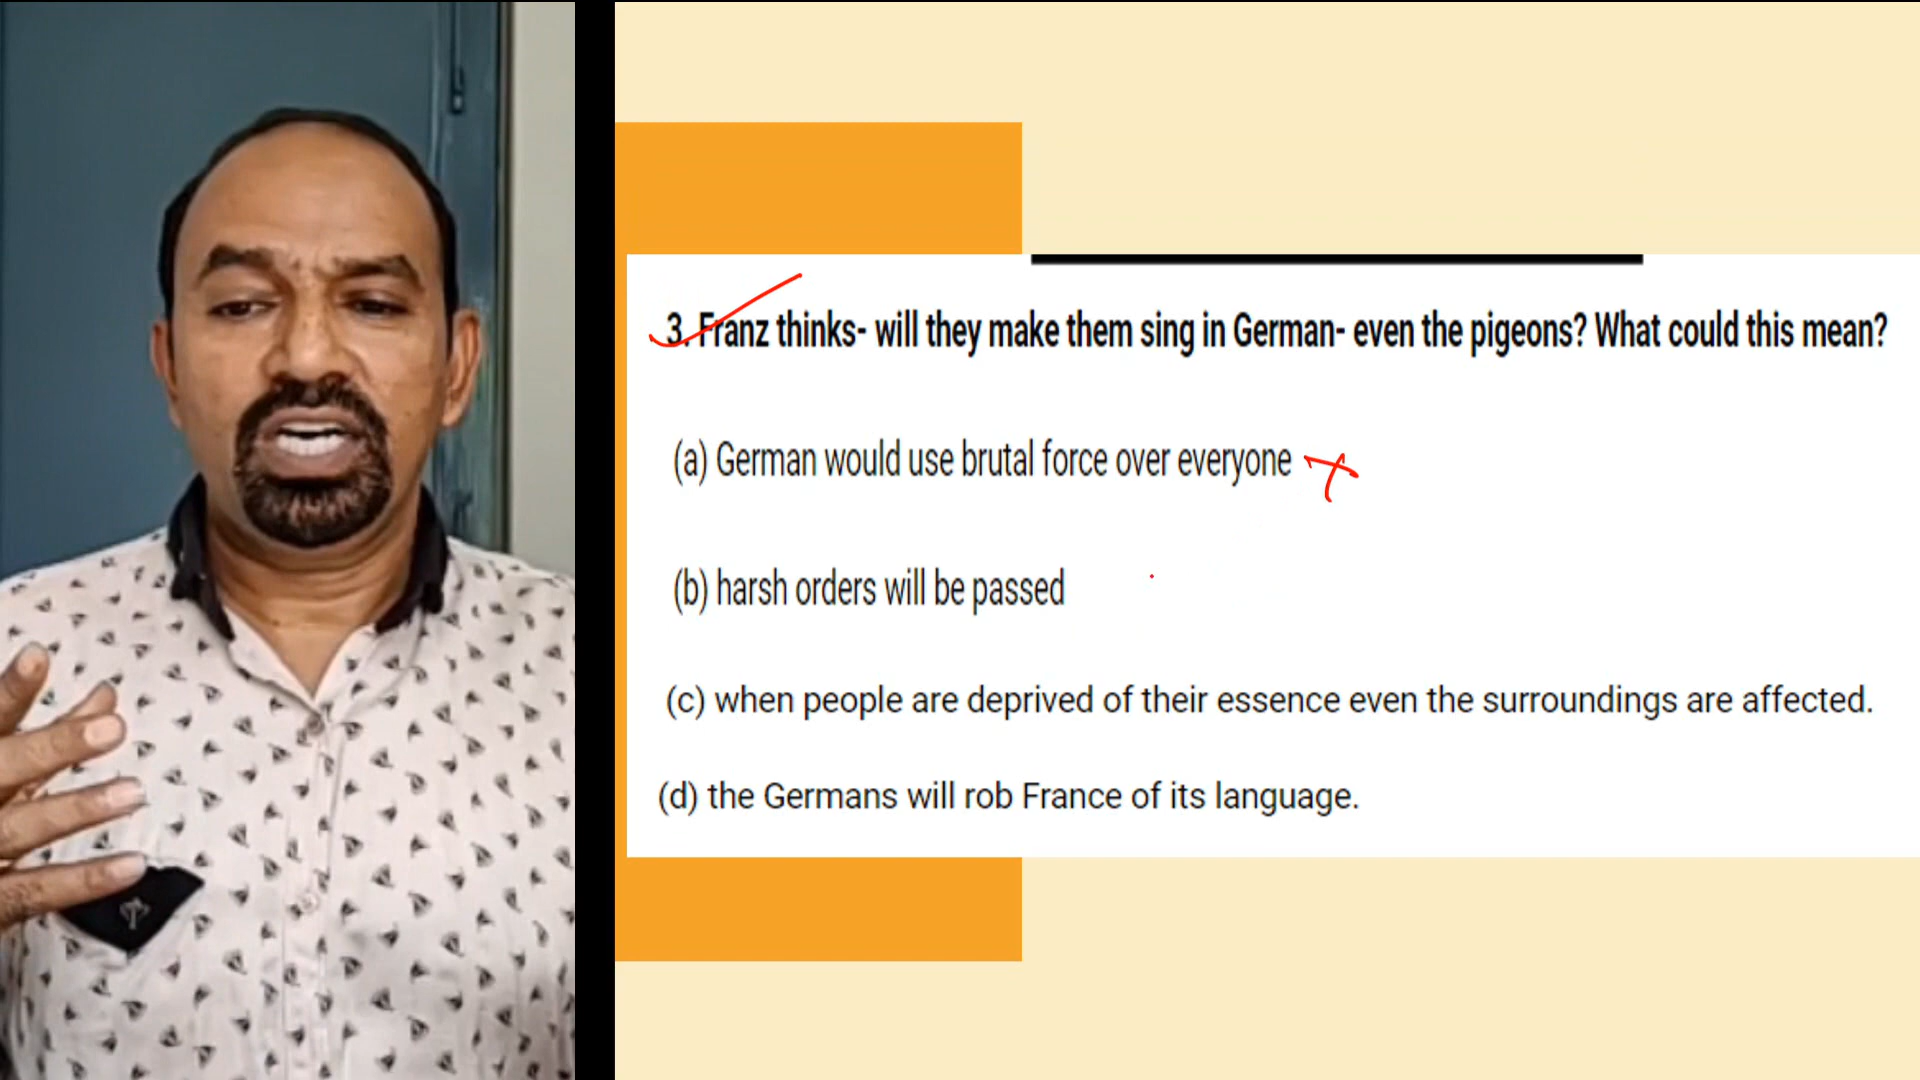 3. Franz thinks- will they make them sing in German- even the pigeons? What could this mean?
(a) German would use brutal force over everyone
(b) harsh orders will be passed
(c) when people are deprived of their essence even the surroundings are affected.
(d) the Germans will rob France of its language.